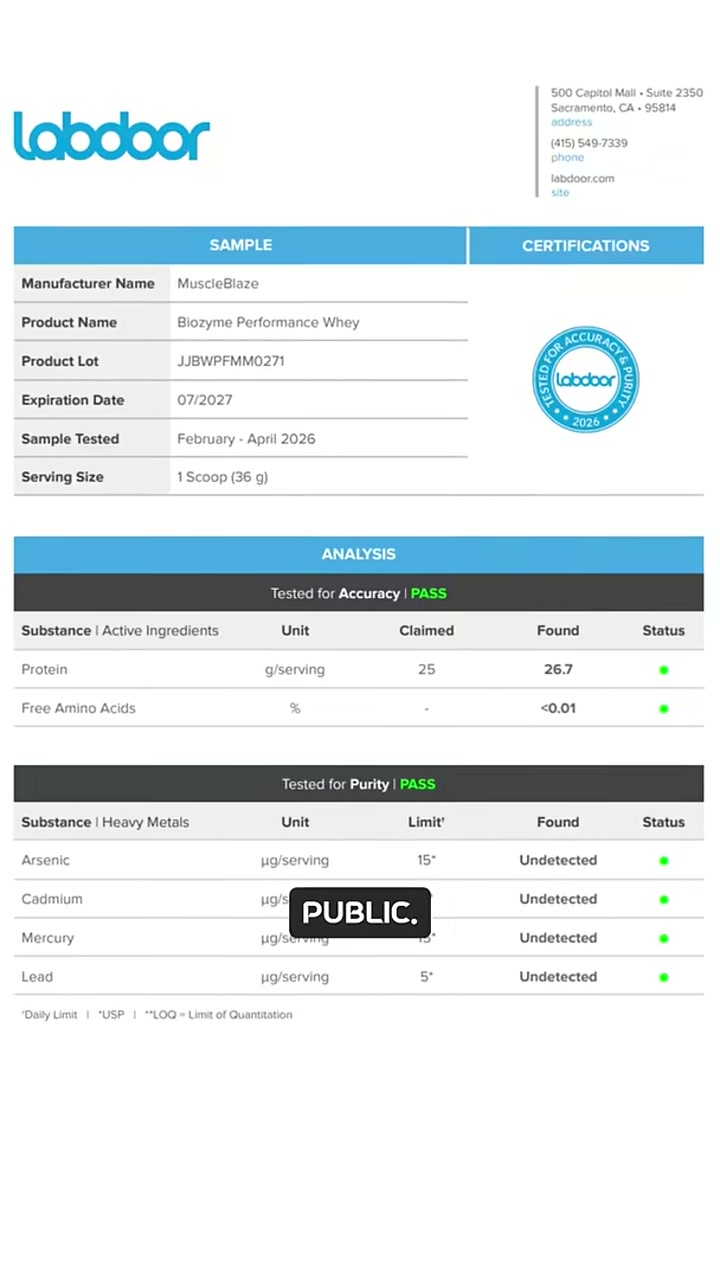 labdoor
500 Capitol Mall • Suite 2350
Sacramento, CA • 95814
address
(415) 549-7339
phone
labdoor.com
site
SAMPLE CERTIFICATIONS
Manufacturer Name MuscleBlaze
Product Name Biozyme Performance Whey
Product Lot JJBWPFMM0271
Expiration Date 07/2027
Sample Tested February - April 2026
Serving Size 1 Scoop (36 g)
TESTED FOR ACCURACY & PURITY
labdoor
2026
ANALYSIS
Tested for Accuracy | PASS
Substance | Active Ingredients Unit Claimed Found Status
Protein g/serving 25 26.7
Free Amino Acids % - <0.01
Tested for Purity | PASS
Substance | Heavy Metals Unit Limit† Found Status
Arsenic µg/serving 15* Undetected
Cadmium Undetected
PUBLIC.
Mercury µg/serving 15* Undetected
Lead µg/serving 5* Undetected
†Daily Limit | *USP | **LOQ = Limit of Quantitation